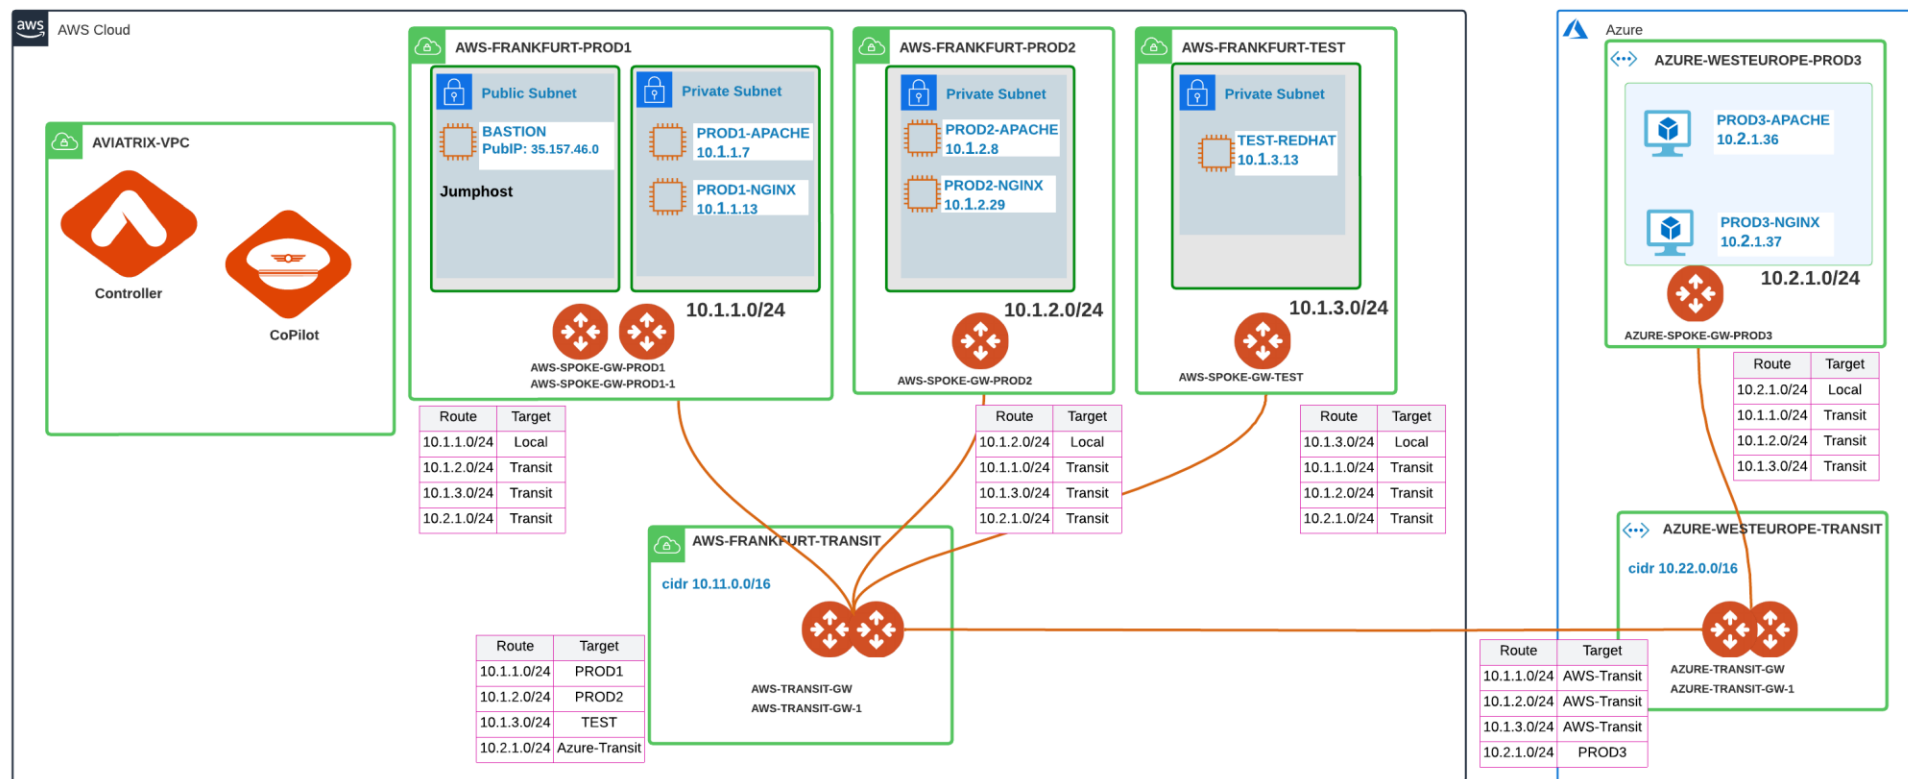 aws
AWS Cloud
AVIATRIX-VPC
Controller
CoPilot
AWS-FRANKFURT-PROD1
Public Subnet
BASTION
PubIP: 35.157.46.0
Jumphost
Private Subnet
PROD1-APACHE
10.1.1.7
PROD1-NGINX
10.1.1.13
10.1.1.0/24
AWS-SPOKE-GW-PROD1
AWS-SPOKE-GW-PROD1-1
AWS-FRANKFURT-PROD2
Private Subnet
PROD2-APACHE
10.1.2.8
PROD2-NGINX
10.1.2.29
10.1.2.0/24
AWS-SPOKE-GW-PROD2
AWS-FRANKFURT-TEST
Private Subnet
TEST-REDHAT
10.1.3.13
10.1.3.0/24
AWS-SPOKE-GW-TEST
Azure
AZURE-WESTEUROPE-PROD3
PROD3-APACHE
10.2.1.36
PROD3-NGINX
10.2.1.37
10.2.1.0/24
AZURE-SPOKE-GW-PROD3
Route Target
10.2.1.0/24 Local
10.1.1.0/24 Transit
10.1.2.0/24 Transit
10.1.3.0/24 Transit
Route Target
10.1.1.0/24 Local
10.1.2.0/24 Transit
10.1.3.0/24 Transit
10.2.1.0/24 Transit
Route Target
10.1.2.0/24 Local
10.1.1.0/24 Transit
10.1.3.0/24 Transit
10.2.1.0/24 Transit
Route Target
10.1.3.0/24 Local
10.1.1.0/24 Transit
10.1.2.0/24 Transit
10.2.1.0/24 Transit
AWS-FRANKFURT-TRANSIT
cidr 10.11.0.0/16
AWS-TRANSIT-GW
AWS-TRANSIT-GW-1
Route Target
10.1.1.0/24 PROD1
10.1.2.0/24 PROD2
10.1.3.0/24 TEST
10.2.1.0/24 Azure-Transit
AZURE-WESTEUROPE-TRANSIT
cidr 10.22.0.0/16
AZURE-TRANSIT-GW
AZURE-TRANSIT-GW-1
Route Target
10.1.1.0/24 AWS-Transit
10.1.2.0/24 AWS-Transit
10.1.3.0/24 AWS-Transit
10.2.1.0/24 PROD3